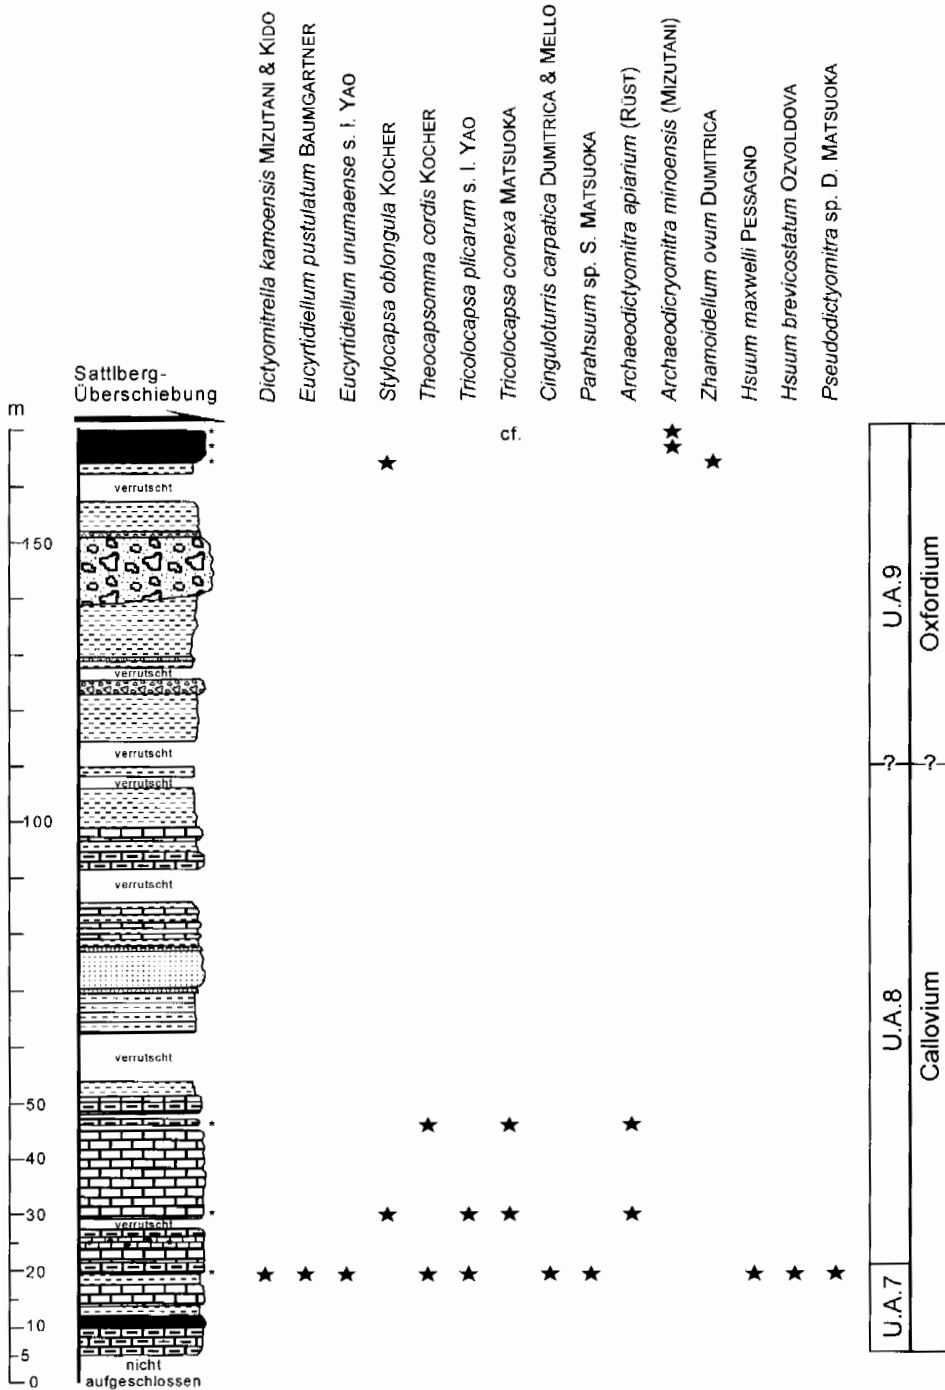 Dictyomitrella kamoensis MIZUTANI & KIDO
Eucyrtidiellum pustulatum BAUMGARTNER
Eucyrtidiellum unumaense s. l. YAO
Stylocapsa oblongula KOCHER
Theocapsomma cordis KOCHER
Tricolocapsa plicarum s. l. YAO
Tricolocapsa conexa MATSUOKA
Cinguloturris carpatica DUMITRICA & MELLO
Parahsuum sp. S. MATSUOKA
Archaeodictyomitra apiarium (RÜST)
Archaeodicryomitra minoensis (MIZUTANI)
Zhamoidellum ovum DUMITRICA
Hsuum maxwelli PESSAGNO
Hsuum brevicostatum OZVOLDOVA
Pseudodictyomitra sp. D. MATSUOKA
Sattlberg-
Überschiebung
m
cf.
verrutscht
150
U.A.9
Oxfordium
verrutscht
verrutscht
?
?
verrutscht
100
verrutscht
U.A.8
Callovium
verrutscht
50
40
30
verrutscht
20
U.A.7
10
5
nicht
aufgeschlossen
0